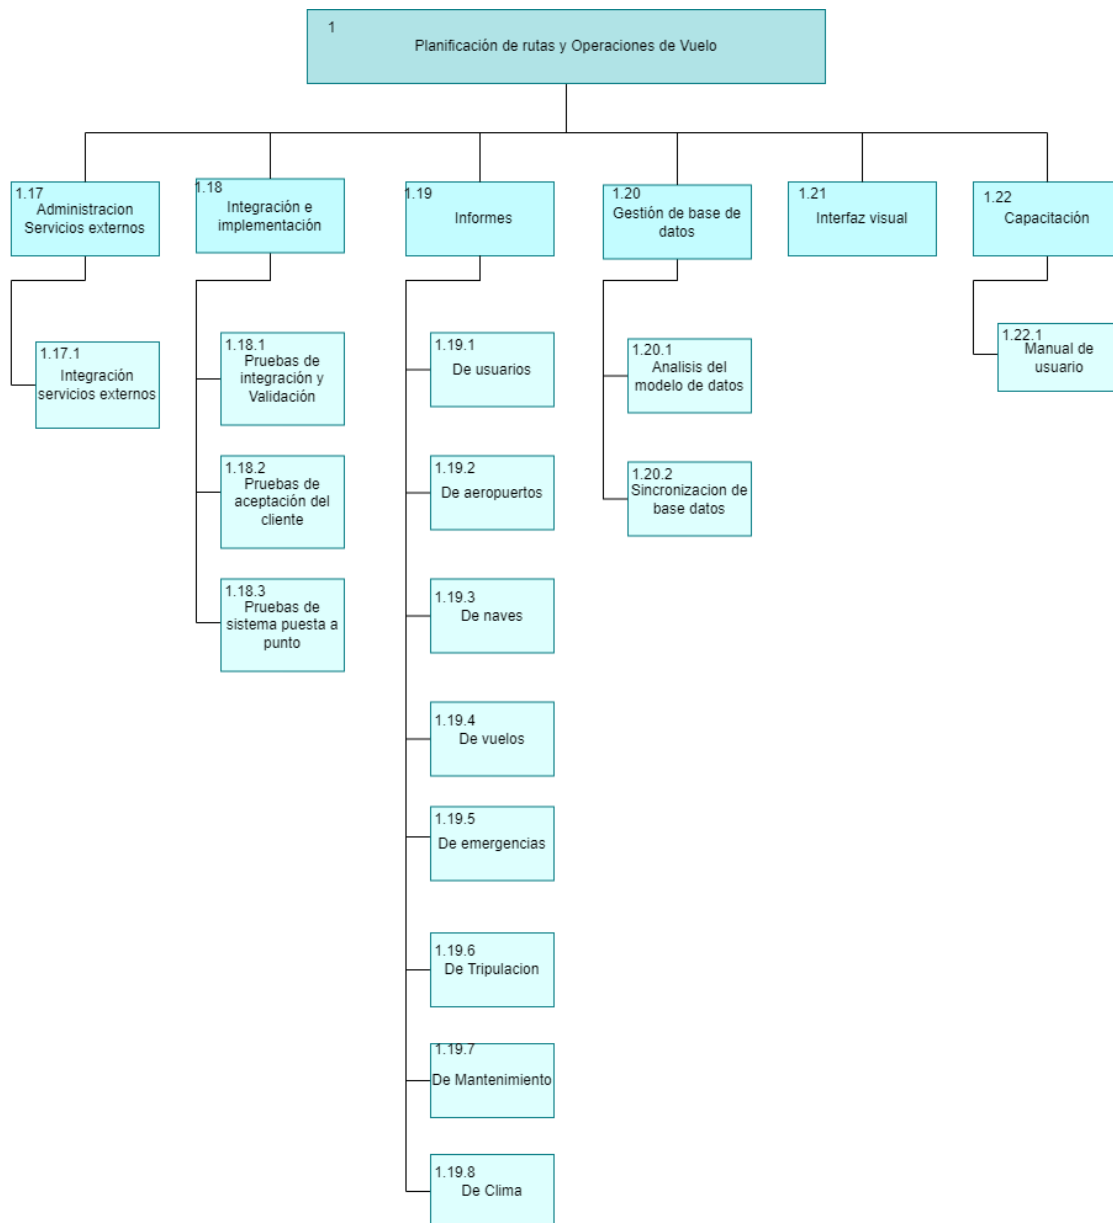 1
Planificación de rutas y Operaciones de Vuelo
1.17
Administracion
Servicios externos
1.18
Integración e
implementación
1.19
Informes
1.20
Gestión de base de
datos
1.21
Interfaz visual
1.22
Capacitación
1.17.1
Integración
servicios externos
1.18.1
Pruebas de
integración y
Validación
1.18.2
Pruebas de
aceptación del
cliente
1.18.3
Pruebas de
sistema puesta a
punto
1.19.1
De usuarios
1.19.2
De aeropuertos
1.19.3
De naves
1.19.4
De vuelos
1.19.5
De emergencias
1.19.6
De Tripulacion
1.19.7
De Mantenimiento
1.19.8
De Clima
1.20.1
Analisis del
modelo de datos
1.20.2
Sincronizacion de
base datos
1.22.1
Manual de
usuario